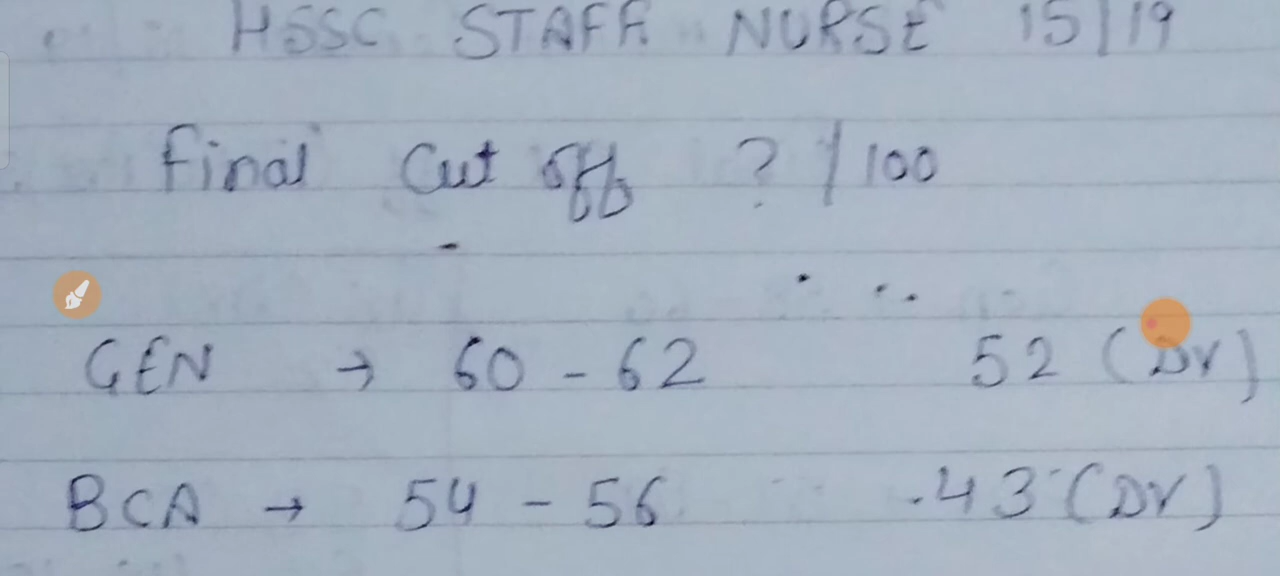 HSSC STAFF NURSE 15/19
Final Cut off ? / 100
GEN → 60 - 62 52 (DV)
BCA → 54 - 56 43 (DV)